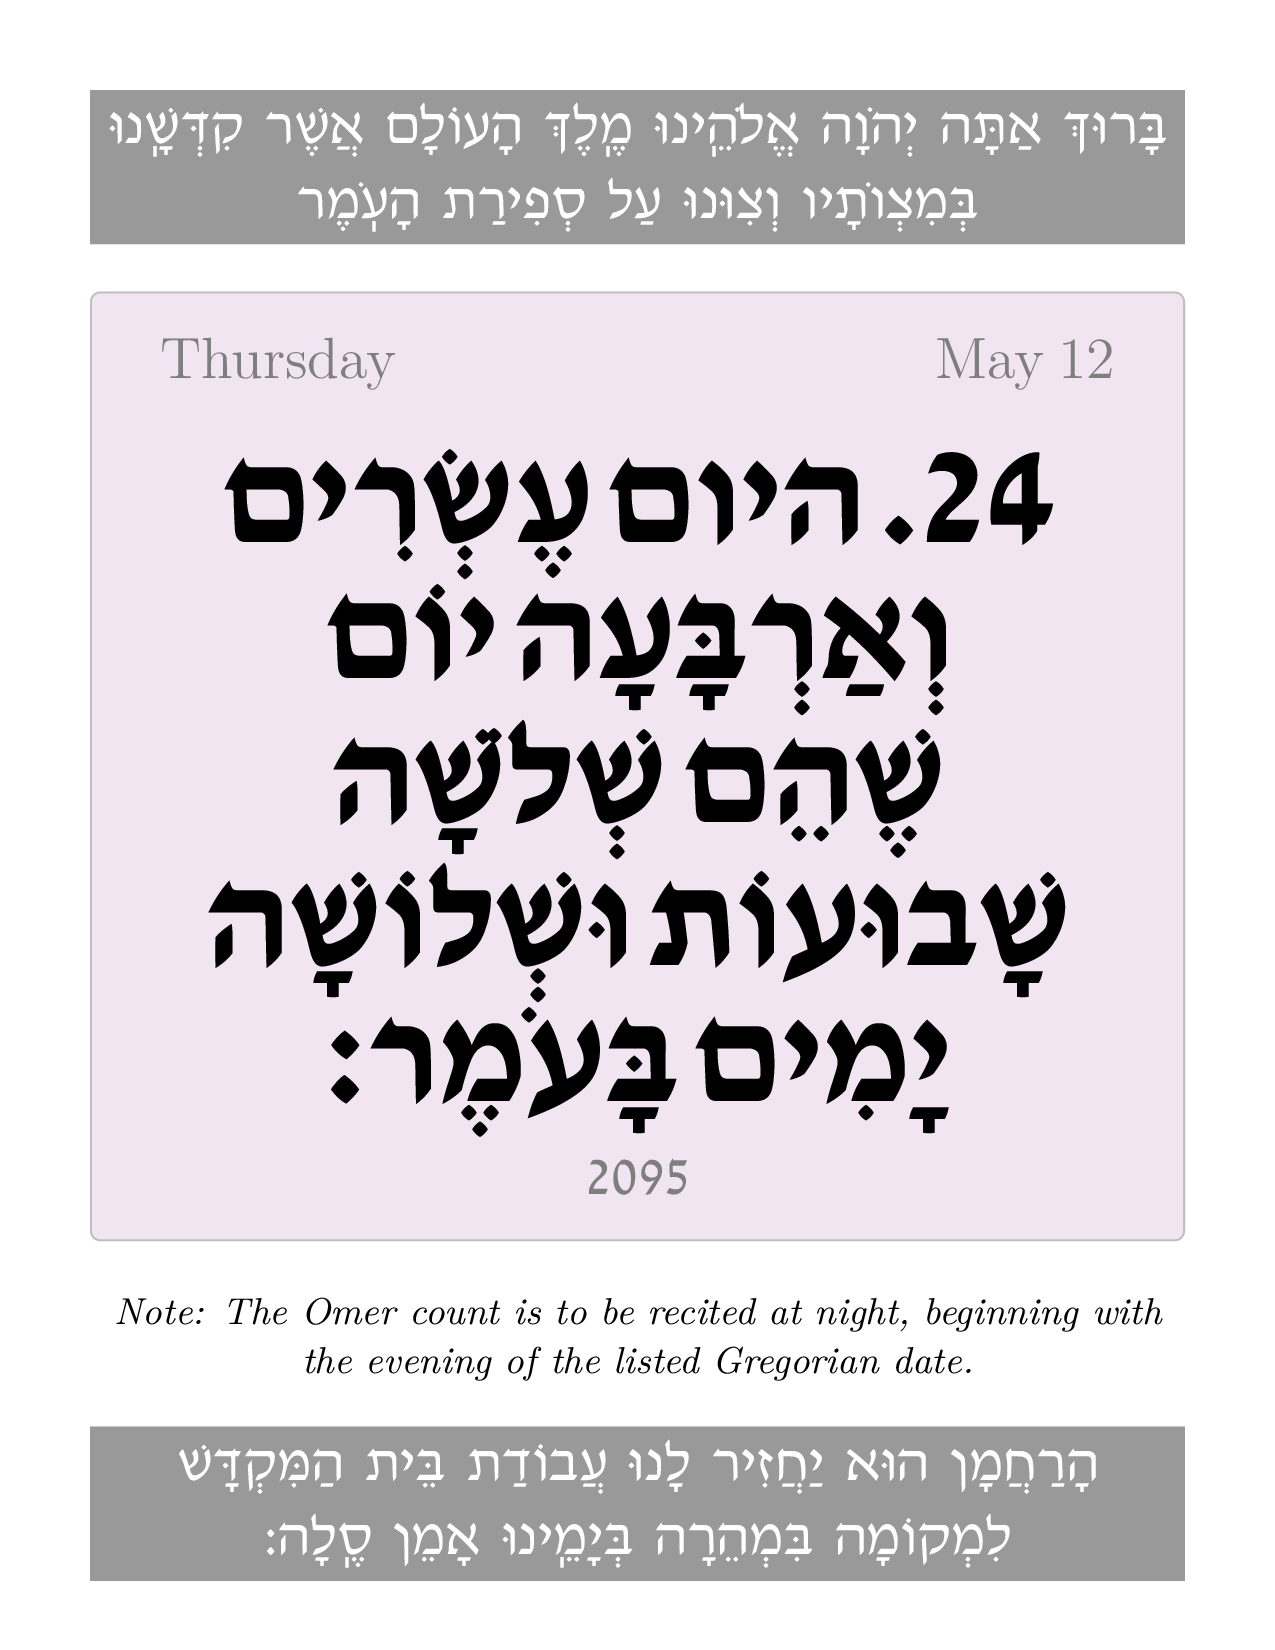 בָּרוּךְ אַתָּה יְהֹוָה אֱלֹהֵֽינוּ מֶֽלֶךְ הָעוֹלָם אֲשֶׁר קִדְּשָֽׁנוּ
בְּמִצְוֹתָיו וְצִוּנוּ עַל סְפִירַת הָעֹֽמֶר
Thursday May 12
24. היום עֶשְׂרִים
וְאַרְבָּעָה יוֹם
שֶׁהֵם שְׁלֹשָׁה
שָׁבוּעוֹת וּשְׁלוֹשָׁה
יָמִים בָּעֹמֶר:
2095
Note: The Omer count is to be recited at night, beginning with
the evening of the listed Gregorian date.
הָרַחֲמָן הוּא יַחֲזִיר לָנוּ עֲבוֹדַת בֵּית הַמִּקְדָּשׁ
לִמְקוֹמָהּ בִּמְהֵרָה בְּיָמֵֽינוּ אָמֵן סֶֽלָה: